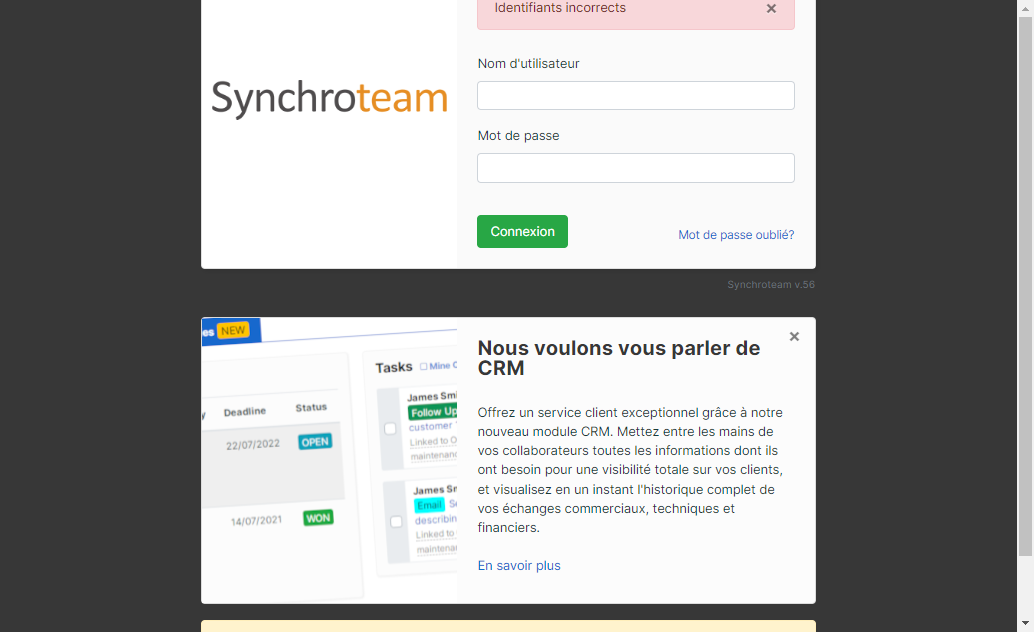 Identifiants incorrects ×
Nom d'utilisateur
Synchroteam
Mot de passe
Connexion
Mot de passe oublié?
Synchroteam v.56
es NEW
Tasks Mine
Deadline Status
22/07/2022 OPEN
14/07/2021 WON
James Smi
Follow Up
customer
Linked to O
maintenanc
James Sr
Email Se
describin
Linked to
maintena
×
Nous voulons vous parler de
CRM
Offrez un service client exceptionnel grâce à notre
nouveau module CRM. Mettez entre les mains de
vos collaborateurs toutes les informations dont ils
ont besoin pour une visibilité totale sur vos clients,
et visualisez en un instant l'historique complet de
vos échanges commerciaux, techniques et
financiers.
En savoir plus